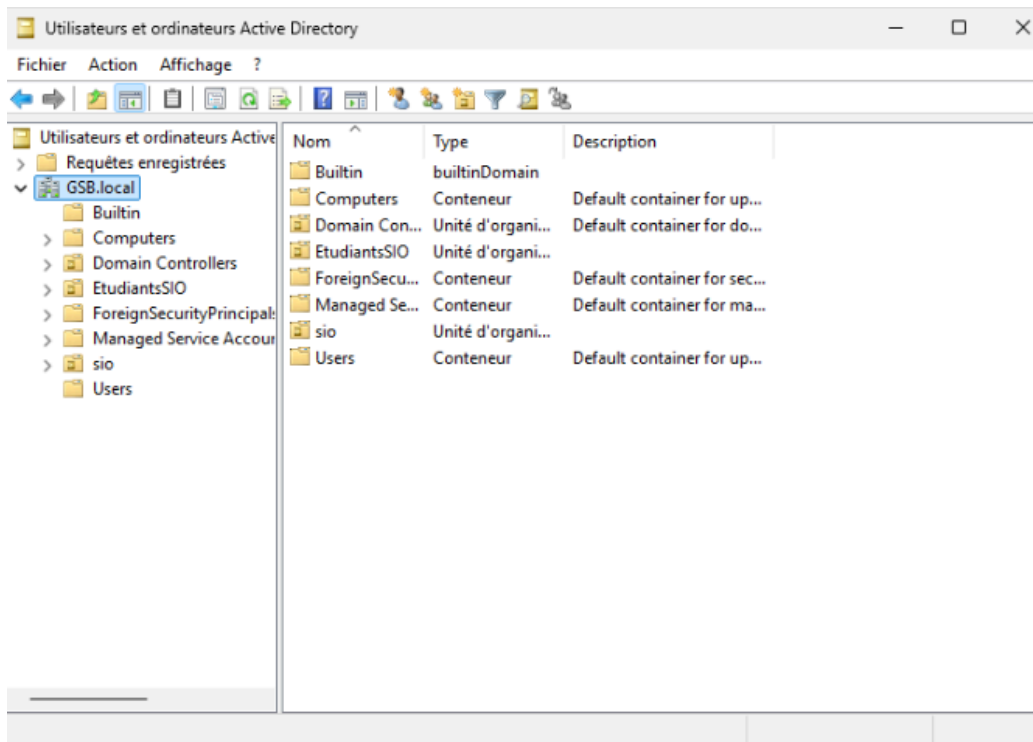 Utilisateurs et ordinateurs Active Directory
Fichier Action Affichage ?
Utilisateurs et ordinateurs Active
Requêtes enregistrées
GSB.local
Builtin
Computers
Domain Controllers
EtudiantsSIO
ForeignSecurityPrincipals
Managed Service Accour
sio
Users
Nom Type Description
Builtin builtinDomain
Computers Conteneur Default container for up...
Domain Con... Unité d'organi... Default container for do...
EtudiantsSIO Unité d'organi...
ForeignSecu... Conteneur Default container for sec...
Managed Se... Conteneur Default container for ma...
sio Unité d'organi...
Users Conteneur Default container for up...